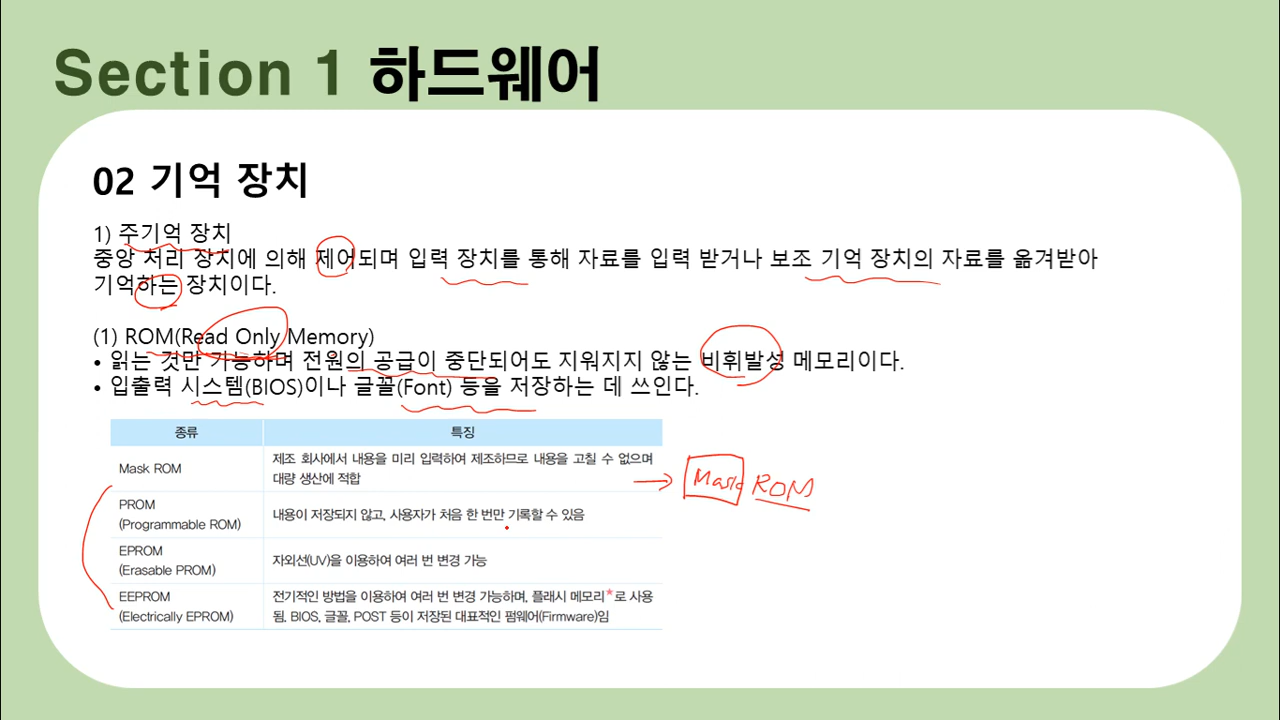 Section 1 하드웨어
02 기억 장치
1) 주기억 장치
중앙 처리 장치에 의해 제어되며 입력 장치를 통해 자료를 입력 받거나 보조 기억 장치의 자료를 옮겨받아
기억하는 장치이다.
(1) ROM(Read Only Memory)
• 읽는 것만 가능하며 전원의 공급이 중단되어도 지워지지 않는 비휘발성 메모리이다.
• 입출력 시스템(BIOS)이나 글꼴(Font) 등을 저장하는 데 쓰인다.
종류 특징
Mask ROM
제조 회사에서 내용을 미리 입력하여 제조하므로 내용을 고칠 수 없으며
대량 생산에 적합
Mask ROM
PROM
(Programmable ROM)
내용이 저장되지 않고, 사용자가 처음 한 번만 기록할 수 있음
EPROM
(Erasable PROM)
자외선(UV)을 이용하여 여러 번 변경 가능
EEPROM
(Electrically EPROM)
전기적인 방법을 이용하여 여러 번 변경 가능하며, 플래시 메모리*로 사용
됨, BIOS, 글꼴, POST 등이 저장된 대표적인 펌웨어(Firmware)임